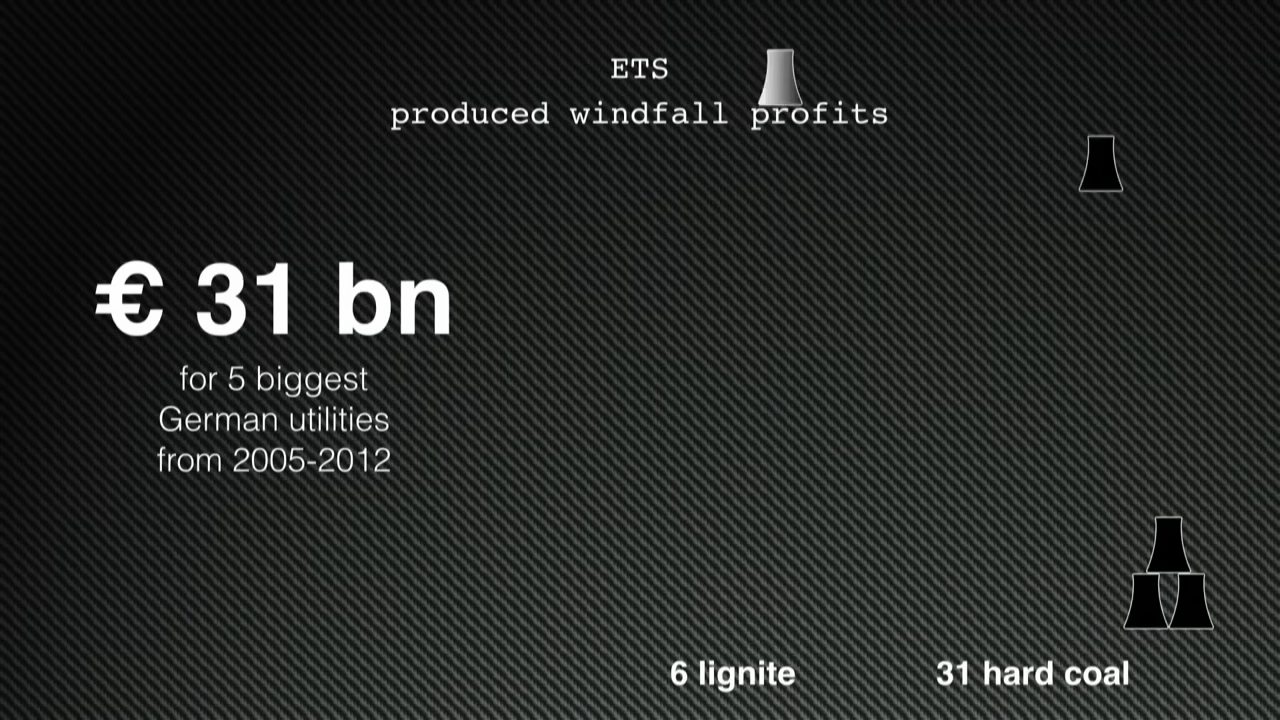 ETS
produced windfall profits
€ 31 bn
for 5 biggest
German utilities
from 2005-2012
6 lignite
31 hard coal